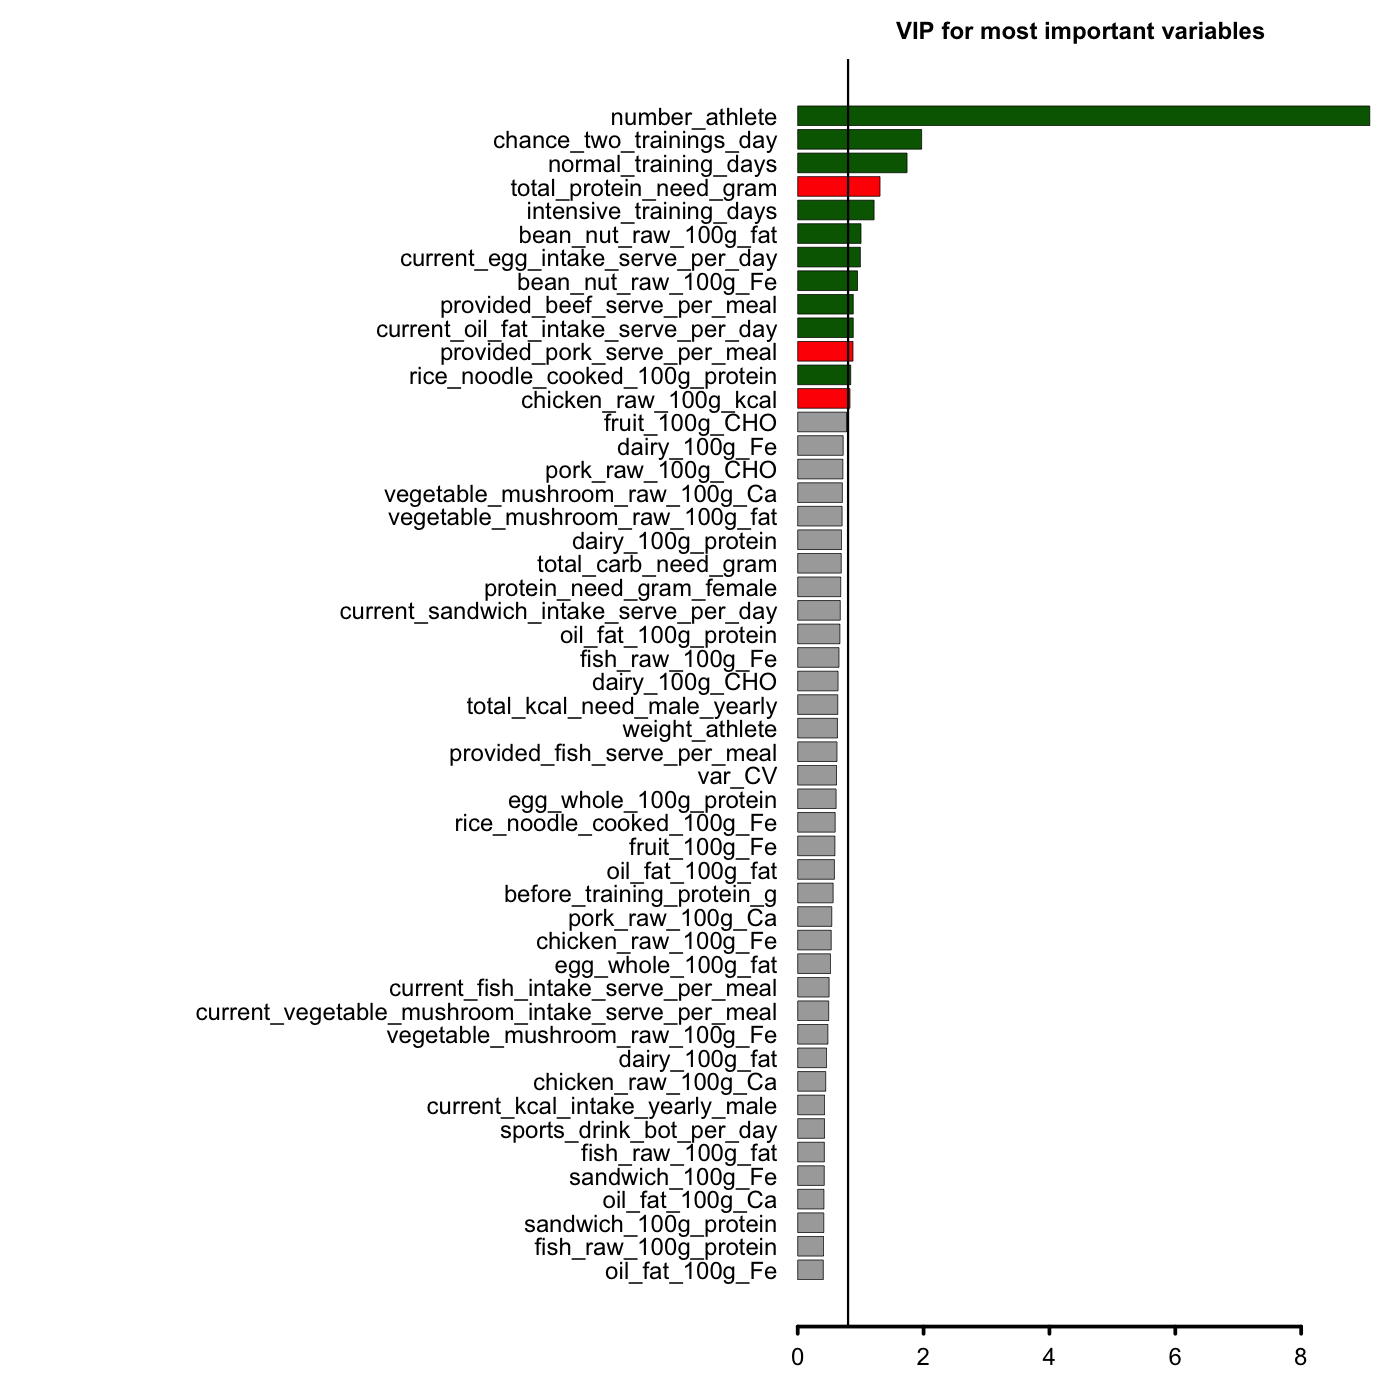 VIP for most important variables
number_athlete
chance_two_trainings_day
normal_training_days
total_protein_need_gram
intensive_training_days
bean_nut_raw_100g_fat
current_egg_intake_serve_per_day
bean_nut_raw_100g_Fe
provided_beef_serve_per_meal
current_oil_fat_intake_serve_per_day
provided_pork_serve_per_meal
rice_noodle_cooked_100g_protein
chicken_raw_100g_kcal
fruit_100g_CHO
dairy_100g_Fe
pork_raw_100g_CHO
vegetable_mushroom_raw_100g_Ca
vegetable_mushroom_raw_100g_fat
dairy_100g_protein
total_carb_need_gram
protein_need_gram_female
current_sandwich_intake_serve_per_day
oil_fat_100g_protein
fish_raw_100g_Fe
dairy_100g_CHO
total_kcal_need_male_yearly
weight_athlete
provided_fish_serve_per_meal
var_CV
egg_whole_100g_protein
rice_noodle_cooked_100g_Fe
fruit_100g_Fe
oil_fat_100g_fat
before_training_protein_g
pork_raw_100g_Ca
chicken_raw_100g_Fe
egg_whole_100g_fat
current_fish_intake_serve_per_meal
current_vegetable_mushroom_intake_serve_per_meal
vegetable_mushroom_raw_100g_Fe
dairy_100g_fat
chicken_raw_100g_Ca
current_kcal_intake_yearly_male
sports_drink_bot_per_day
fish_raw_100g_fat
sandwich_100g_Fe
oil_fat_100g_Ca
sandwich_100g_protein
fish_raw_100g_protein
oil_fat_100g_Fe
0 2 4 6 8